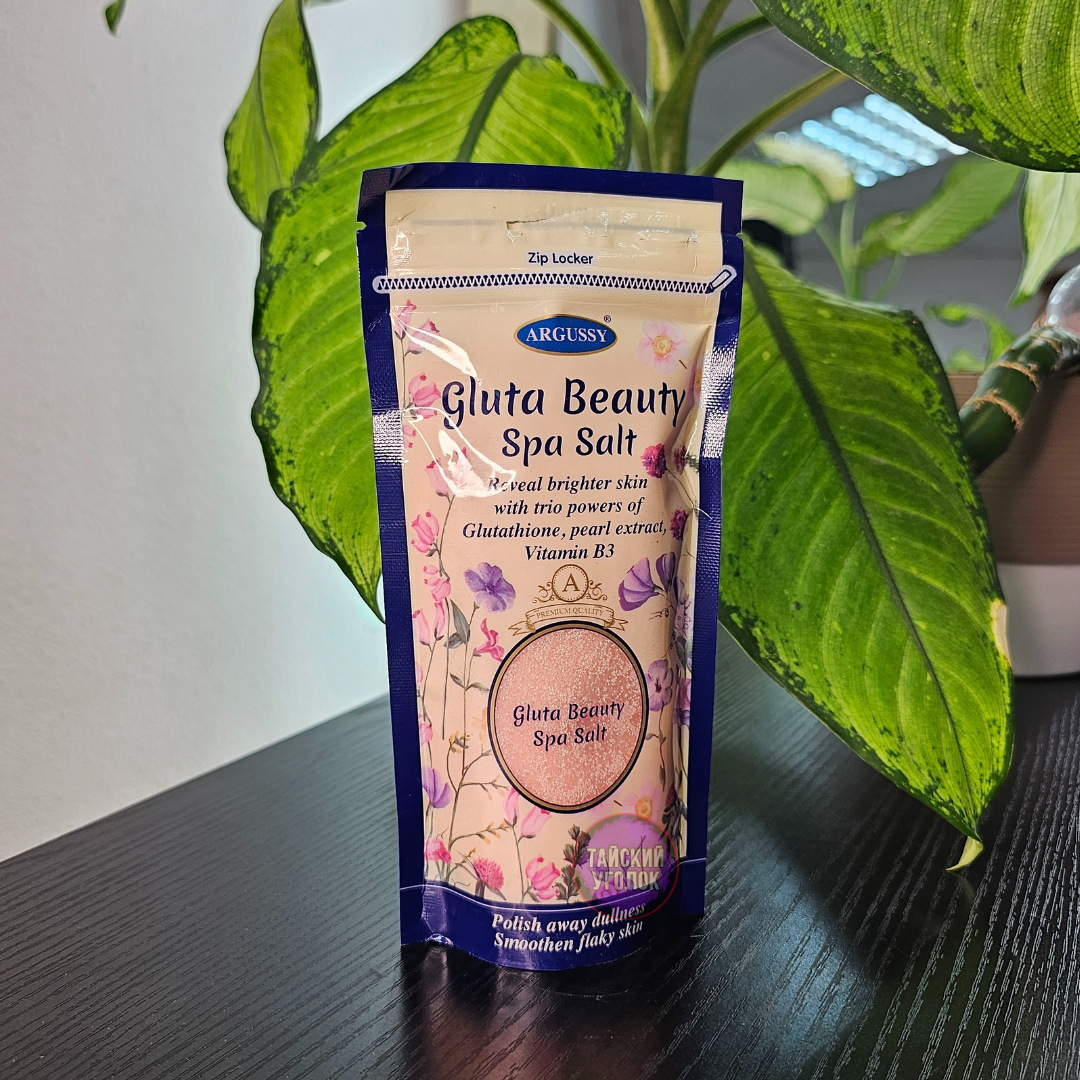 Zip Locker
ARGUSSY®
Gluta Beauty
Spa Salt
Reveal brighter skin
with trio powers of
Glutathione, pearl extract,
Vitamin B3
A
PREMIUM QUALITY
Gluta Beauty
Spa Salt
ТАЙСКИЙ
УГОЛОК
Polish away dullness
Smoothen flaky skin